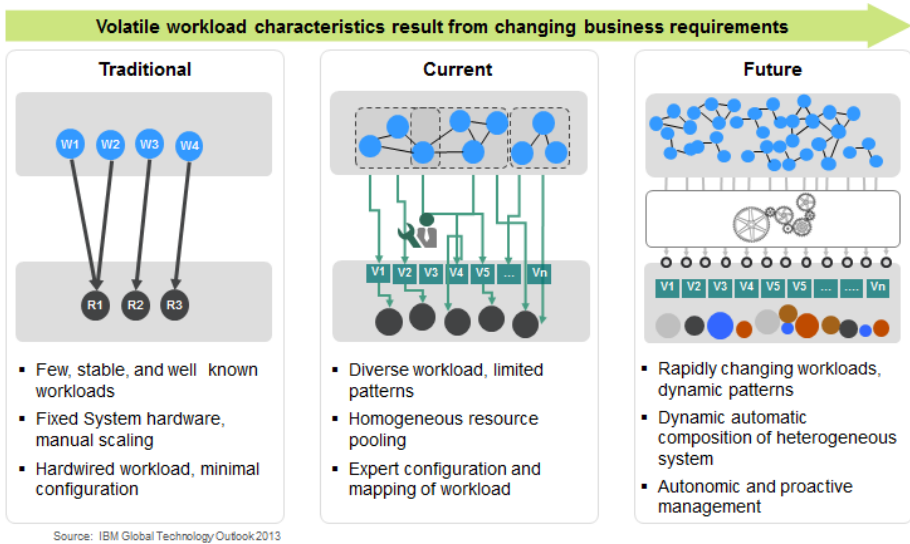 Volatile workload characteristics result from changing business requirements
Traditional
W1 W2 W3 W4
R1 R2 R3
▪ Few, stable, and well known
workloads
▪ Fixed System hardware,
manual scaling
▪ Hardwired workload, minimal
configuration
Current
V1 V2 V3 V4 V5 ... Vn
▪ Diverse workload, limited
patterns
▪ Homogeneous resource
pooling
▪ Expert configuration and
mapping of workload
Future
V1 V2 V3 V4 V5 V5 ... .... Vn
▪ Rapidly changing workloads,
dynamic patterns
▪ Dynamic automatic
composition of heterogeneous
system
▪ Autonomic and proactive
management
Source: IBM Global Technology Outlook 2013